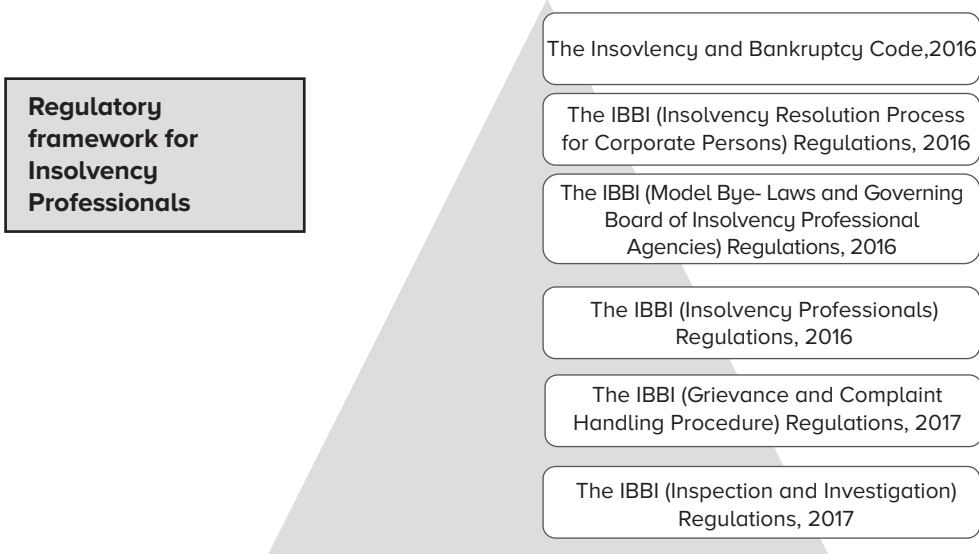 Regulatory
framework for
Insolvency
Professionals
The Insovlency and Bankruptcy Code,2016
The IBBI (Insolvency Resolution Process
for Corporate Persons) Regulations, 2016
The IBBI (Model Bye- Laws and Governing
Board of Insolvency Professional
Agencies) Regulations, 2016
The IBBI (Insolvency Professionals)
Regulations, 2016
The IBBI (Grievance and Complaint
Handling Procedure) Regulations, 2017
The IBBI (Inspection and Investigation)
Regulations, 2017